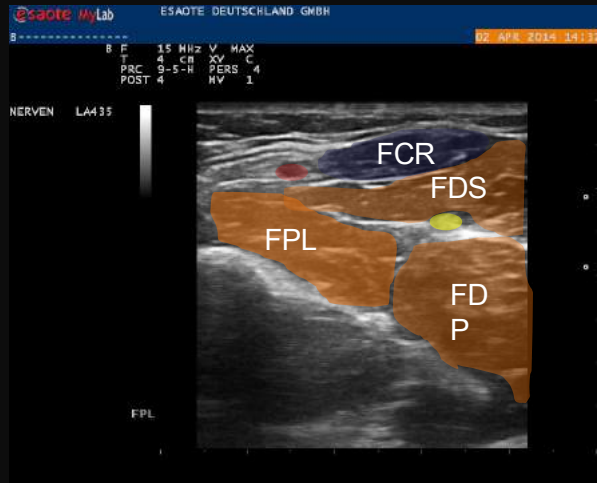 esaote MyLab
ESAOTE DEUTSCHLAND GMBH
B---------------
02 APR 2014 14:37
B F 15 MHz V MAX
T 4 cm XV C
PRC 9-5-H PERS 4
POST 4 MV 1
NERVEN LA435
FCR
FDS
FPL
FD
P
FPL